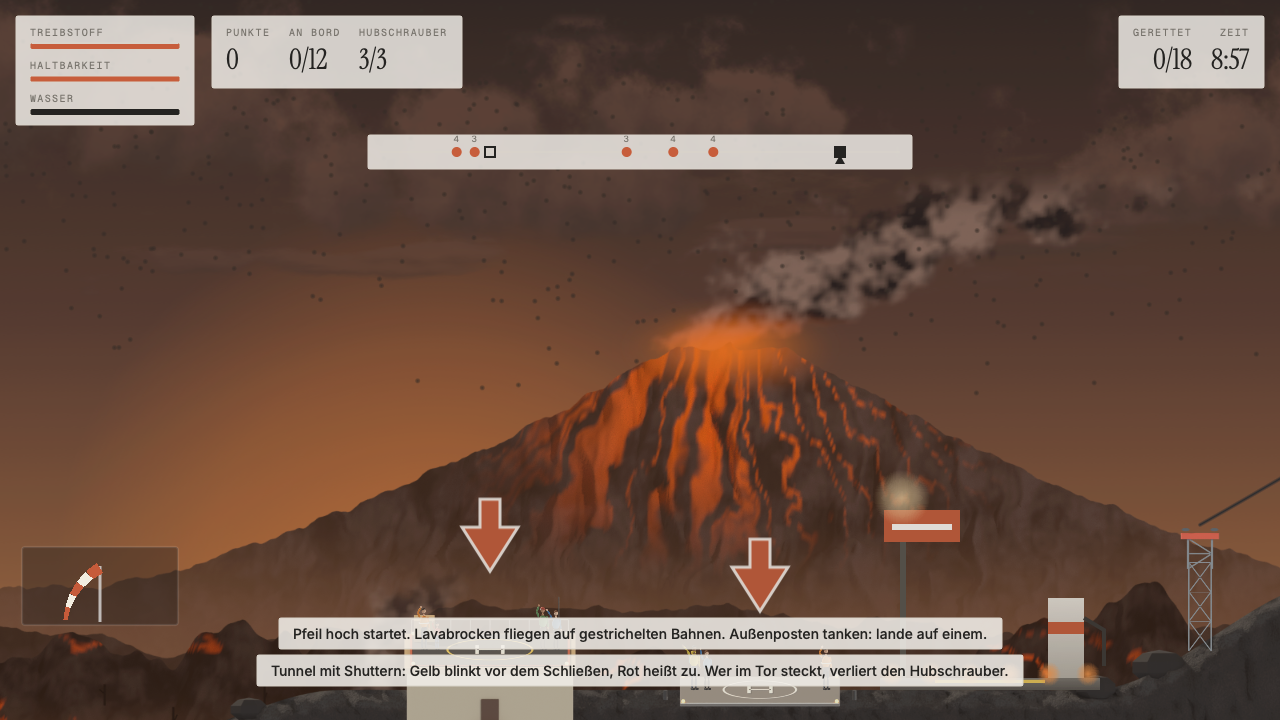 TREIBSTOFF
HALTBARKEIT
WASSER
PUNKTE AN BORD HUBSCHRAUBER
0 0/12 3/3
GERETTET ZEIT
0/18 8:57
4 3 3 4 4
Pfeil hoch startet. Lavabrocken fliegen auf gestrichelten Bahnen. Außenposten tanken: lande auf einem.
Tunnel mit Shuttern: Gelb blinkt vor dem Schließen, Rot heißt zu. Wer im Tor steckt, verliert den Hubschrauber.